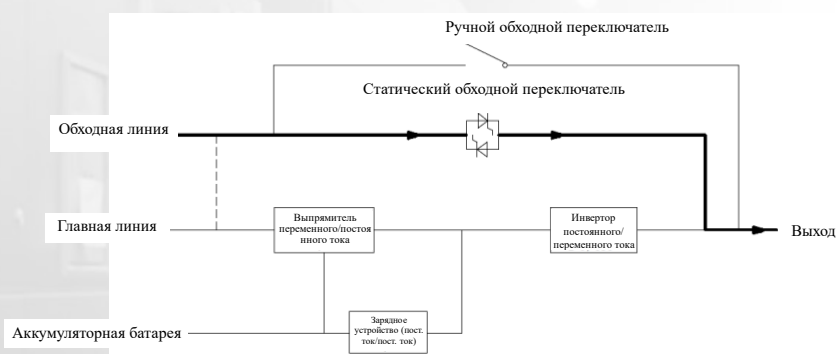 Ручной обходной переключатель
Статический обходной переключатель
Обходная линия
Главная линия
Выпрямитель
переменного/постоя
нного тока
Инвертор
постоянного/
переменного тока
Выход
Аккумуляторная батарея
Зарядное
устройство (пост.
ток/пост. ток)